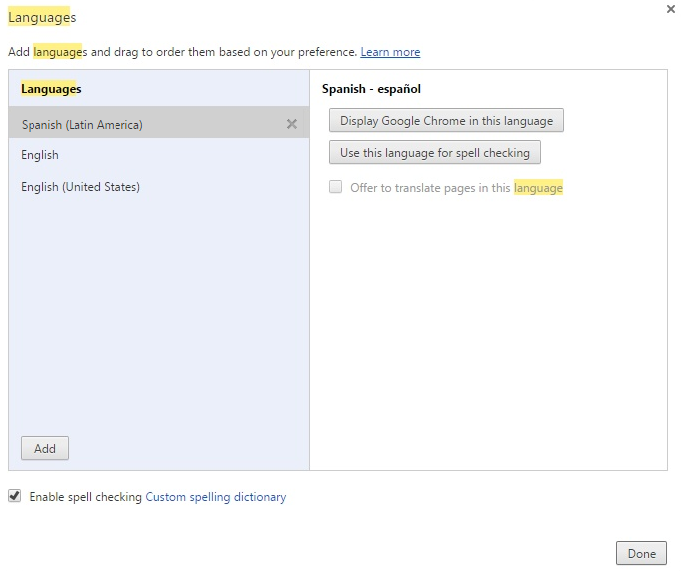 Languages
Add languages and drag to order them based on your preference. Learn more
Languages
Spanish (Latin America)
English
English (United States)
Add
Spanish - español
Display Google Chrome in this language
Use this language for spell checking
Offer to translate pages in this language
Enable spell checking Custom spelling dictionary
Done